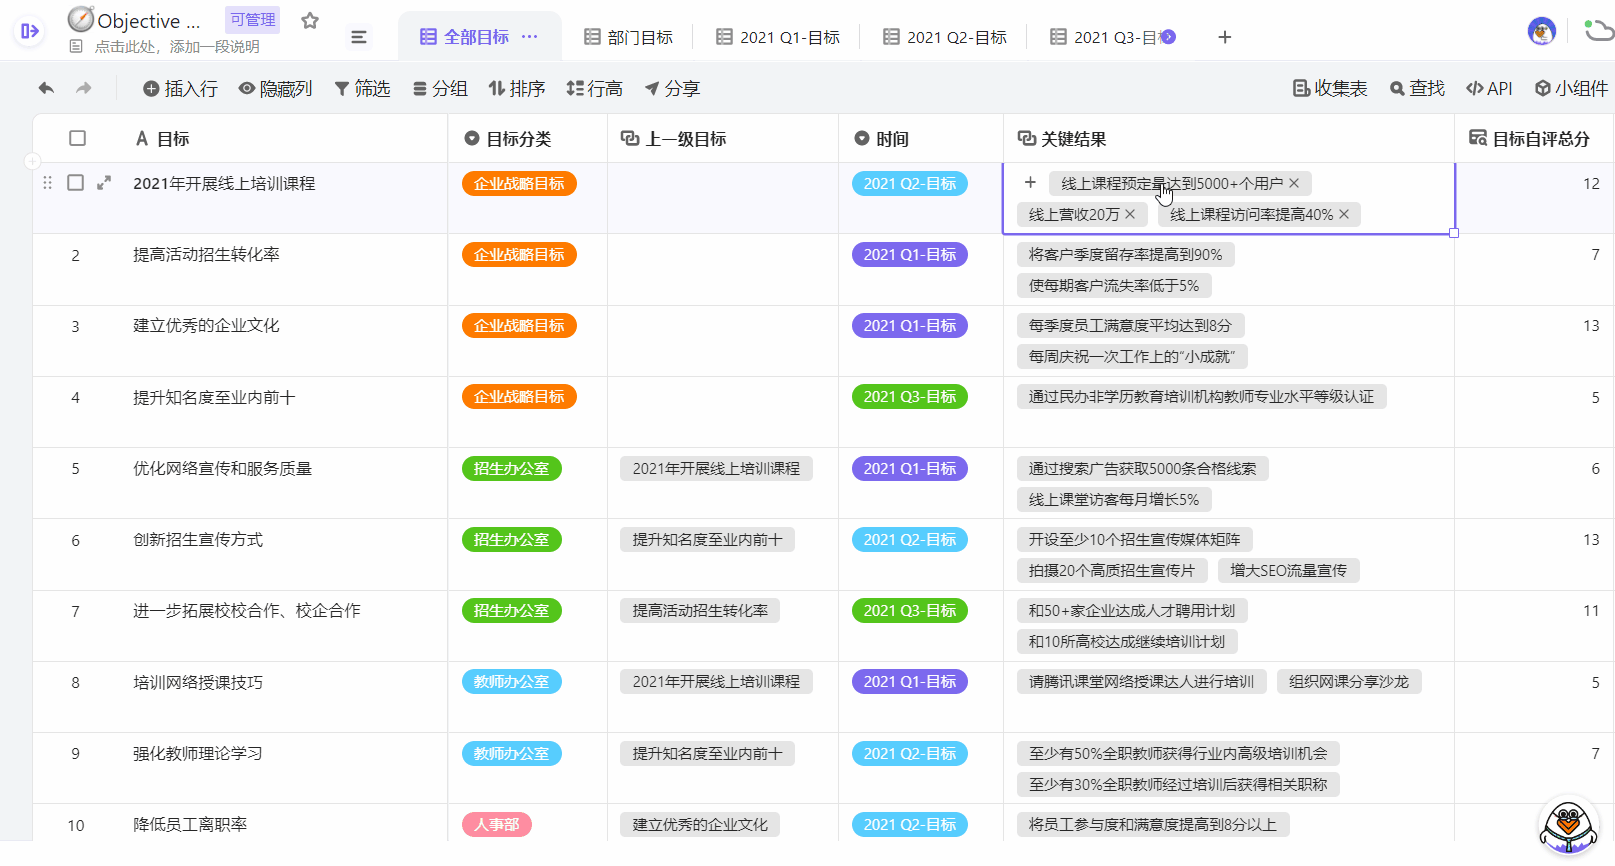 Objective ... 可管理
点击此处，添加一段说明
全部目标 ... 部门目标 2021 Q1-目标 2021 Q2-目标 2021 Q3-目
插入行 隐藏列 筛选 分组 排序 行高 分享 收集表 查找 API 小组件
目标 目标分类 上一级目标 时间 关键结果 目标自评总分
2021年开展线上培训课程 企业战略目标 2021 Q2-目标 线上课程预定量达到5000+个用户 12
线上营收20万 线上课程访问率提高40%
2 提高活动招生转化率 企业战略目标 2021 Q1-目标 将客户季度留存率提高到90% 7
使每期客户流失率低于5%
3 建立优秀的企业文化 企业战略目标 2021 Q1-目标 每季度员工满意度平均达到8分 13
每周庆祝一次工作上的“小成就”
4 提升知名度至业内前十 企业战略目标 2021 Q3-目标 通过民办非学历教育培训机构教师专业水平等级认证 5
5 优化网络宣传和服务质量 招生办公室 2021年开展线上培训课程 2021 Q1-目标 通过搜索广告获取5000条合格线索 6
线上课堂访客每月增长5%
6 创新招生宣传方式 招生办公室 提升知名度至业内前十 2021 Q2-目标 开设至少10个招生宣传媒体矩阵 13
拍摄20个高质招生宣传片 增大SEO流量宣传
7 进一步拓展校校合作、校企合作 招生办公室 提高活动招生转化率 2021 Q3-目标 和50+家企业达成人才聘用计划 11
和10所高校达成继续培训计划
8 培训网络授课技巧 教师办公室 2021年开展线上培训课程 2021 Q1-目标 请腾讯课堂网络授课达人进行培训 组织网课分享沙龙 5
9 强化教师理论学习 教师办公室 提升知名度至业内前十 2021 Q2-目标 至少有50%全职教师获得行业内高级培训机会 7
至少有30%全职教师经过培训后获得相关职称
10 降低员工离职率 人事部 建立优秀的企业文化 2021 Q2-目标 将员工参与度和满意度提高到8分以上